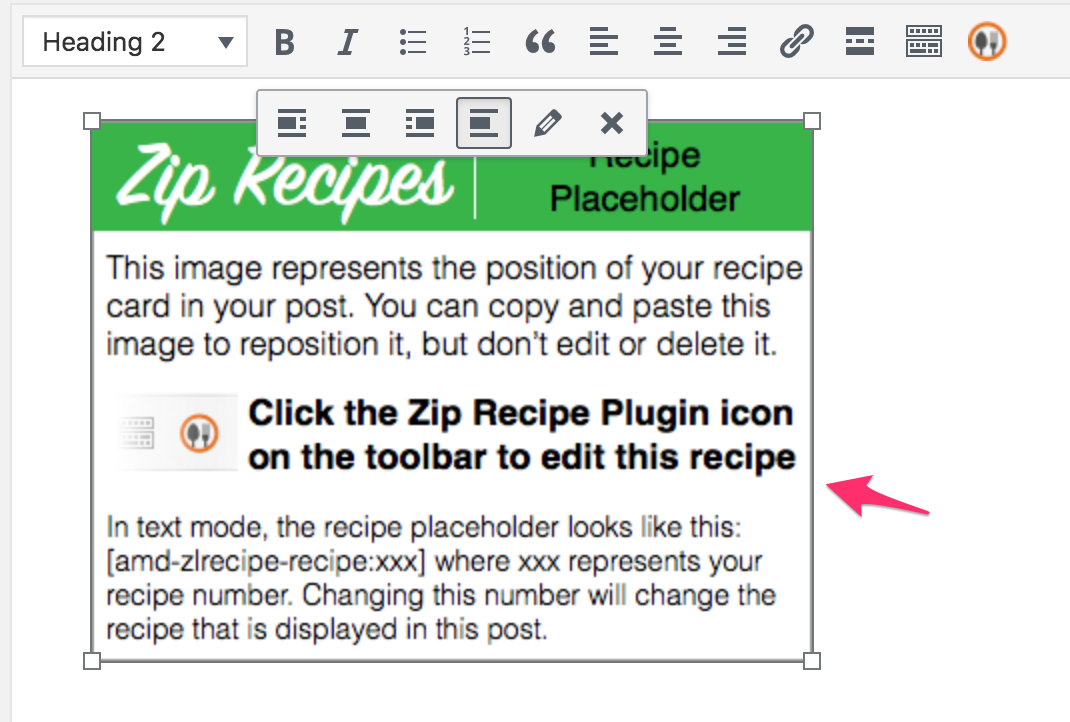 Heading 2
Zip Recipes
Recipe
Placeholder
This image represents the position of your recipe
card in your post. You can copy and paste this
image to reposition it, but don't edit or delete it.
Click the Zip Recipe Plugin icon
on the toolbar to edit this recipe
In text mode, the recipe placeholder looks like this:
[amd-zlrecipe-recipe:xxx] where xxx represents your
recipe number. Changing this number will change the
recipe that is displayed in this post.